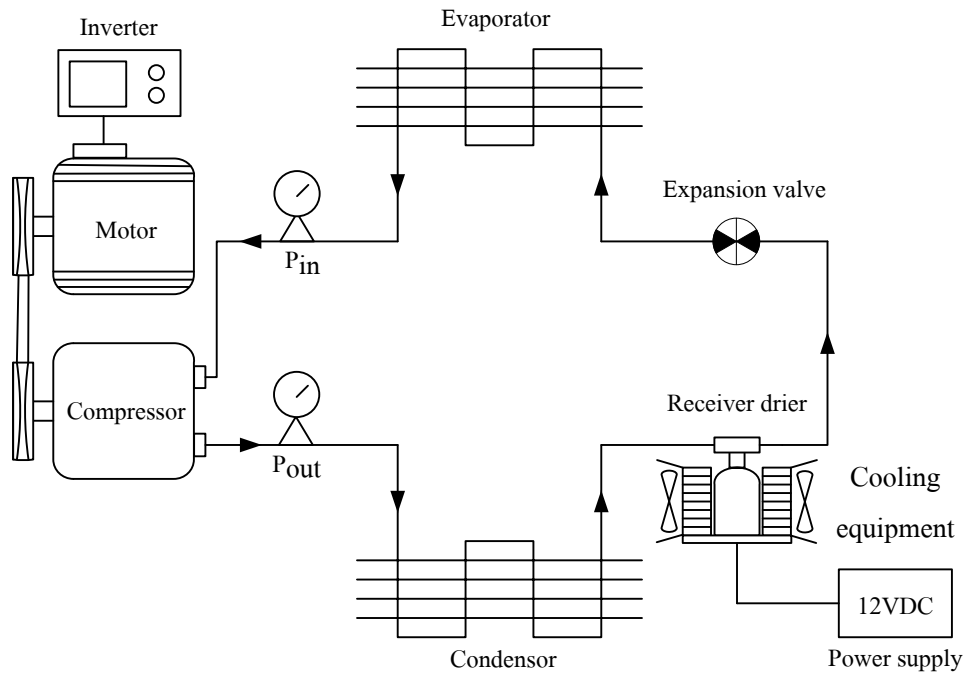 Evaporator
Inverter
Expansion valve
Motor
Pin
Compressor
Receiver drier
Pout
Cooling
equipment
12VDC
Condensor
Power supply